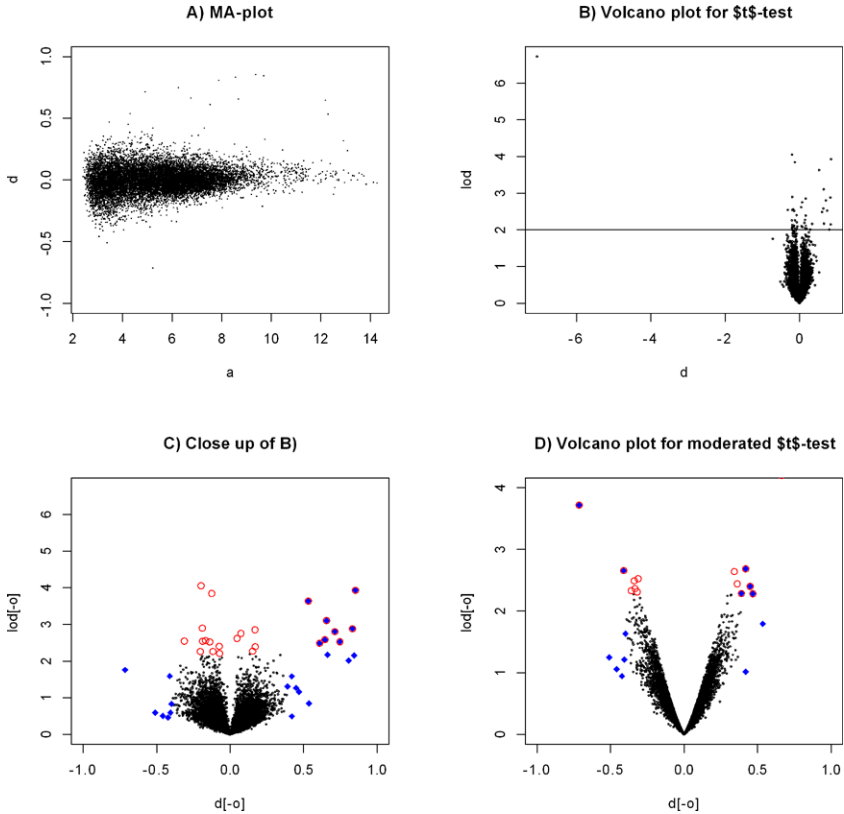 A) MA-plot
1.0
0.5
0.0
-0.5
-1.0
d
2 4 6 8 10 12 14
a
B) Volcano plot for $t$-test
6
5
4
3
2
1
0
lod
-6 -4 -2 0
d
C) Close up of B)
6
5
4
3
2
1
0
lod[-o]
-1.0 -0.5 0.0 0.5 1.0
d[-o]
D) Volcano plot for moderated $t$-test
4
3
2
1
0
lod[-o]
-1.0 -0.5 0.0 0.5 1.0
d[-o]